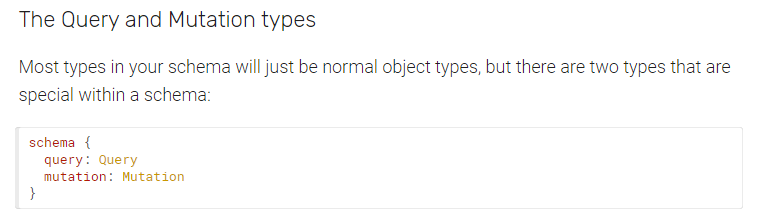 The Query and Mutation types
Most types in your schema will just be normal object types, but there are two types that are
special within a schema:
schema {
  query: Query
  mutation: Mutation
}